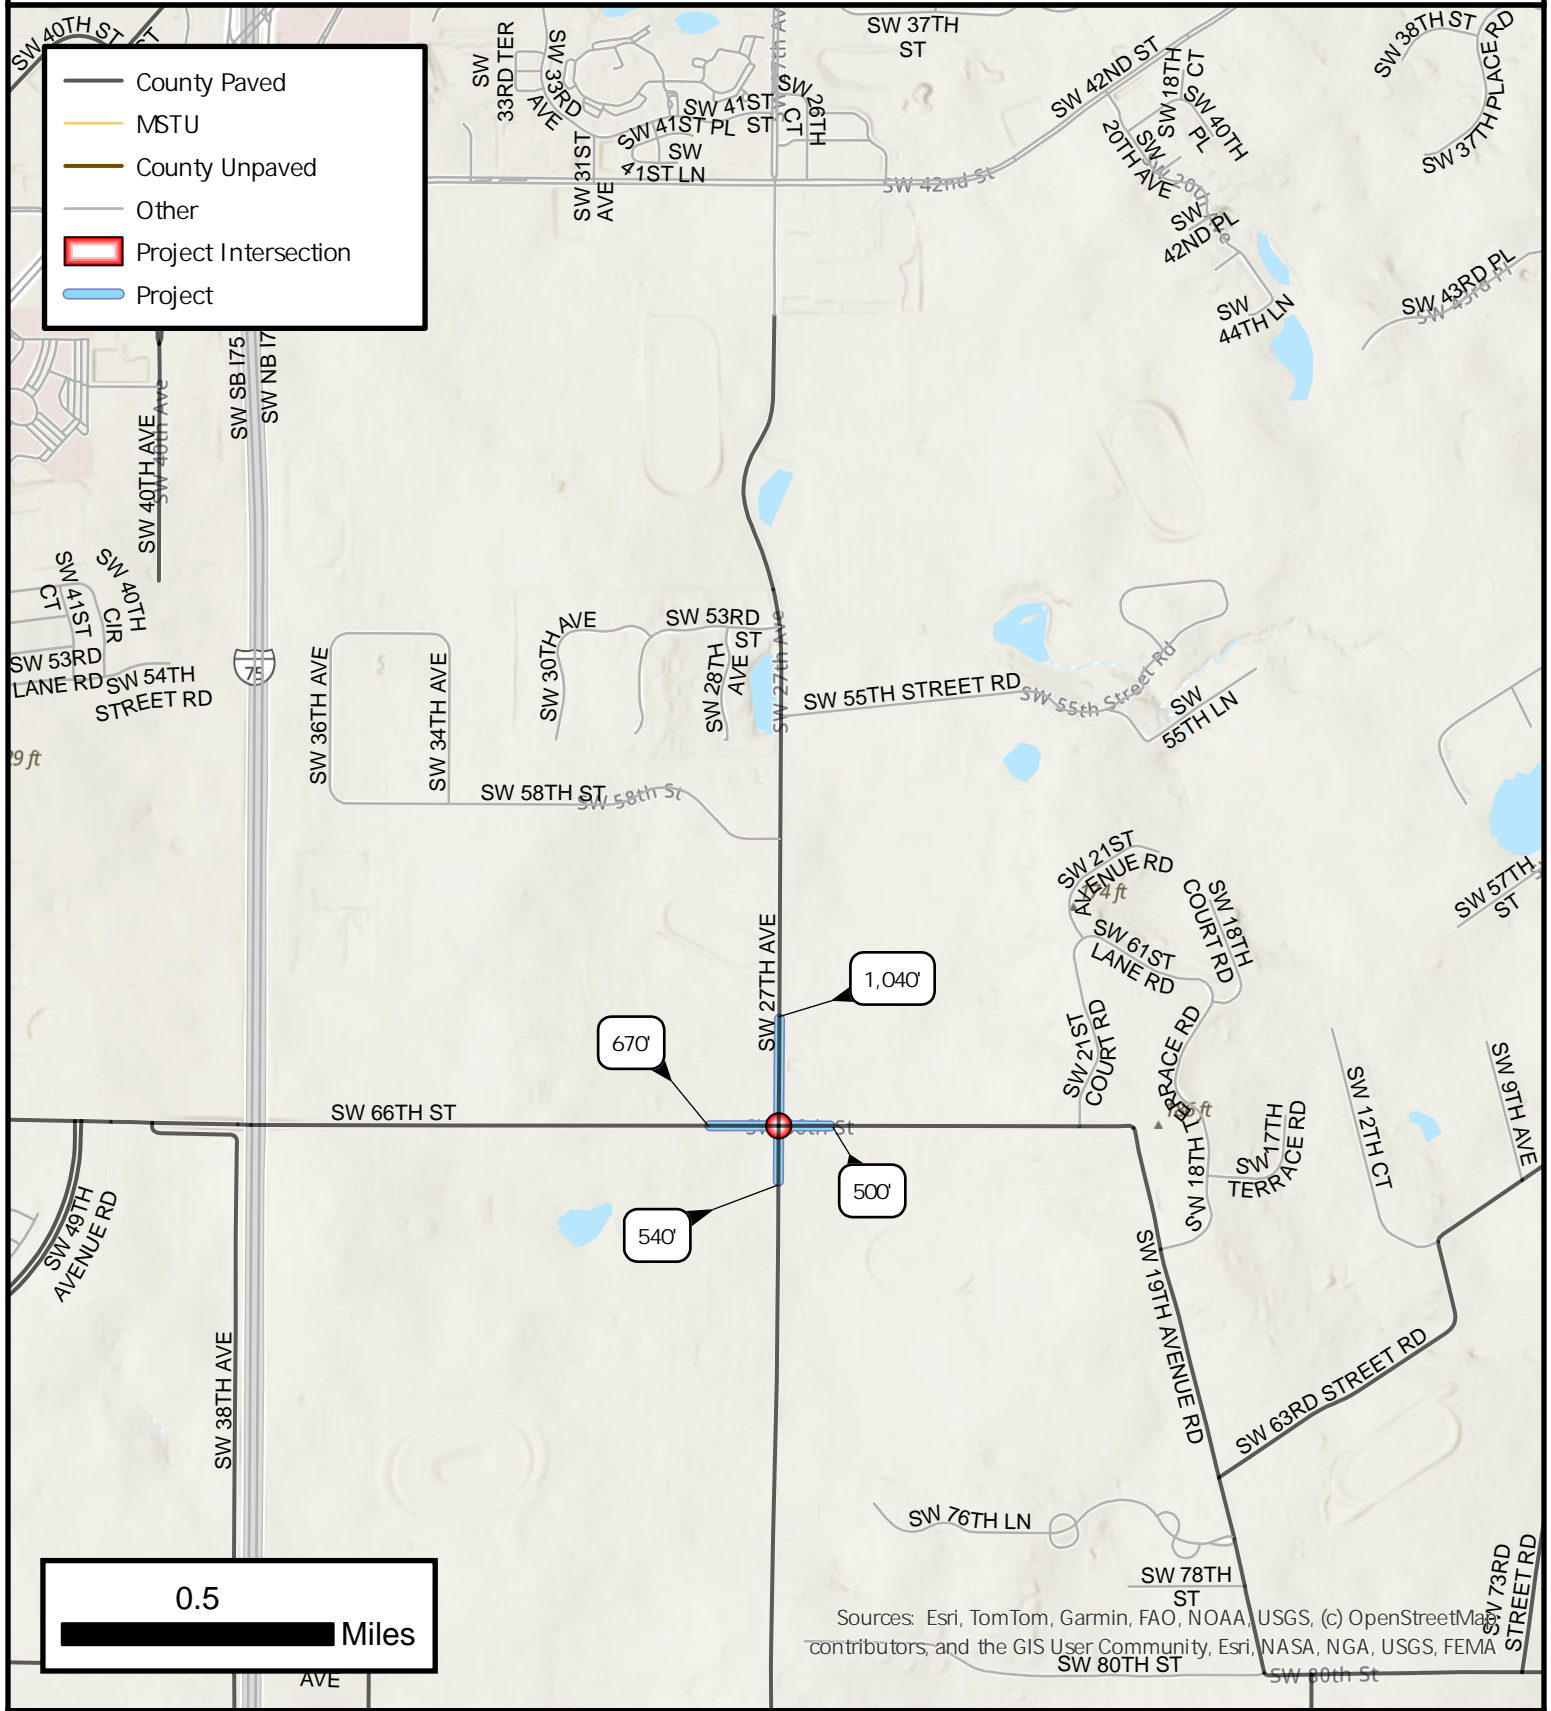 SW 40TH ST
ST
County Paved
MSTU
County Unpaved
Other
Project Intersection
Project
SW
33RD TER
SW 33RD
AVE
SW 31ST
AVE
SW 41ST PL
SW 41ST
ST
SW
41ST LN
SW 26TH
CT
SW 37TH
ST
SW 42ND ST
SW 42nd St
SW 18TH
CT
SW 40TH
PL
SW
20TH AVE
SW
42ND PL
SW
44TH LN
SW 38TH ST
SW 37TH PLACE RD
SW 43RD PL
SW 43rd Pl
SW SB I75
SW NB I7
SW 40TH AVE
SW 40th Ave
SW 41ST
CT
SW 40TH
CIR
SW 53RD
LANE RD
SW 54TH
STREET RD
75
29 ft
SW 36TH AVE
SW 34TH AVE
SW 30TH AVE
SW 53RD
ST
SW 28TH
AVE
SW 27th Ave
SW 55TH STREET RD
SW 55th Street Rd
SW
55TH LN
SW 58TH ST
SW 58th St
SW 57TH
ST
SW 21ST
AVENUE RD
SW 18TH
COURT RD
SW 61ST
LANE RD
SW 21ST
COURT RD
SW 18TH TERRACE RD
SW 17TH
TERRACE RD
SW 12TH CT
SW 9TH AVE
SW 27TH AVE
1,040'
670'
500'
540'
SW 66TH ST
SW 49TH
AVENUE RD
SW 38TH AVE
SW 19TH AVENUE RD
SW 63RD STREET RD
SW 76TH LN
SW 78TH
ST
SW 73RD
STREET RD
SW 80TH ST
SW 80th St
0.5
Miles
AVE
Sources: Esri, TomTom, Garmin, FAO, NOAA, USGS, (c) OpenStreetMap
contributors, and the GIS User Community, Esri, NASA, NGA, USGS, FEMA